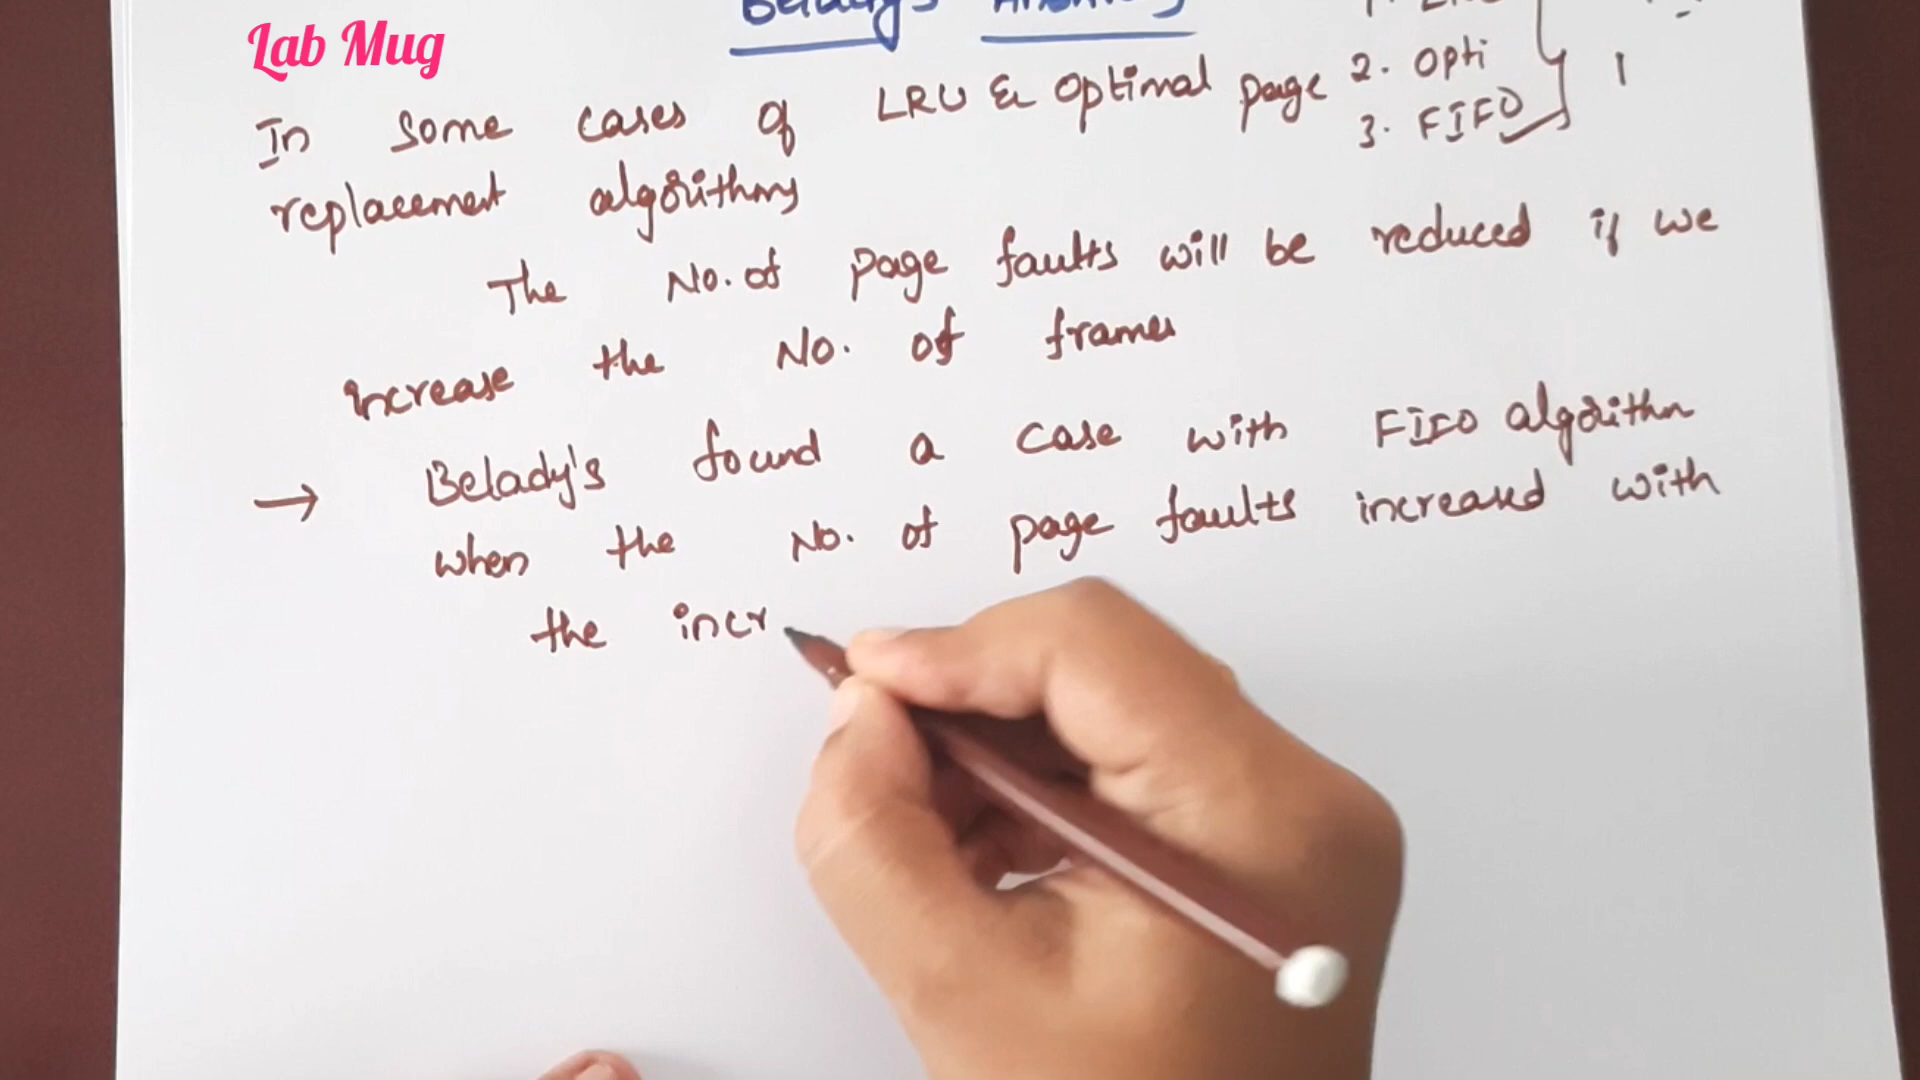 Lab Mug
Belady's
2. Opti
3. FIFO
1
In some cases of LRU & Optimal page
replacement algorithms
The No. of page faults will be reduced if we
increase the No. of frames
→ Belady's found a case with FIFO algorithm
when the No. of page faults increased with
the incr